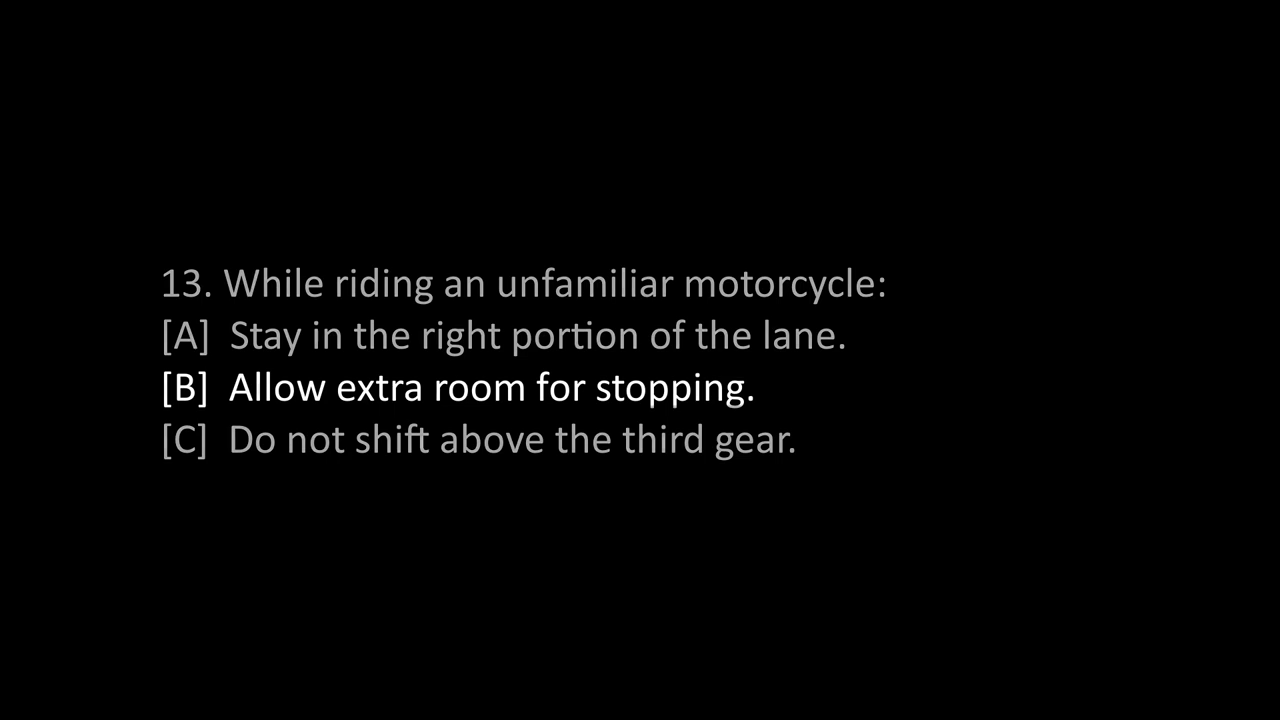 13. While riding an unfamiliar motorcycle:
[A]  Stay in the right portion of the lane.
[B]  Allow extra room for stopping.
[C]  Do not shift above the third gear.